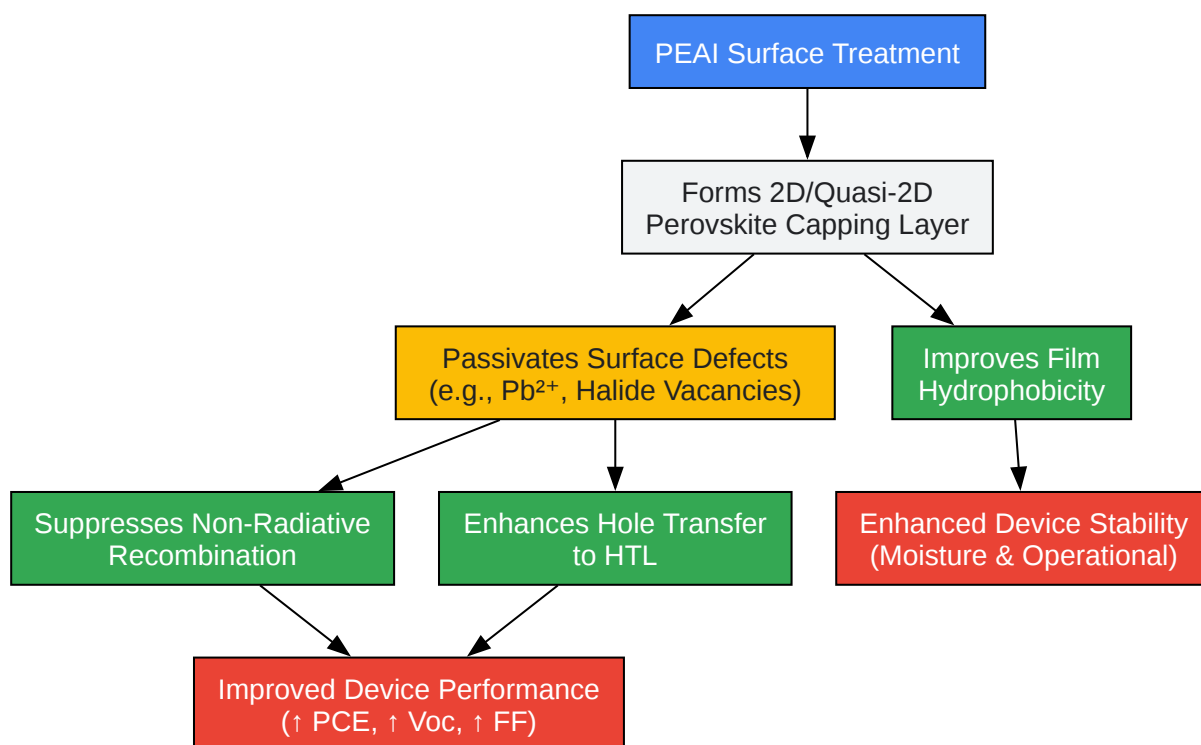 PEAI Surface Treatment
Forms 2D/Quasi-2D
Perovskite Capping Layer
Passivates Surface Defects
(e.g., Pb²⁺, Halide Vacancies)
Improves Film
Hydrophobicity
Suppresses Non-Radiative
Recombination
Enhances Hole Transfer
to HTL
Enhanced Device Stability
(Moisture & Operational)
Improved Device Performance
(↑ PCE, ↑ Voc, ↑ FF)